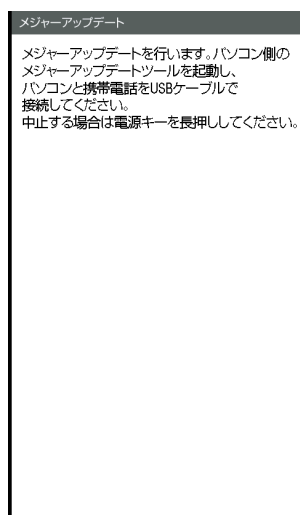 メジャーアップデート
メジャーアップデートを行います。パソコン側の
メジャーアップデートツールを起動し、
パソコンと携帯電話をUSBケーブルで
接続してください。
中止する場合は電源キーを長押ししてください。